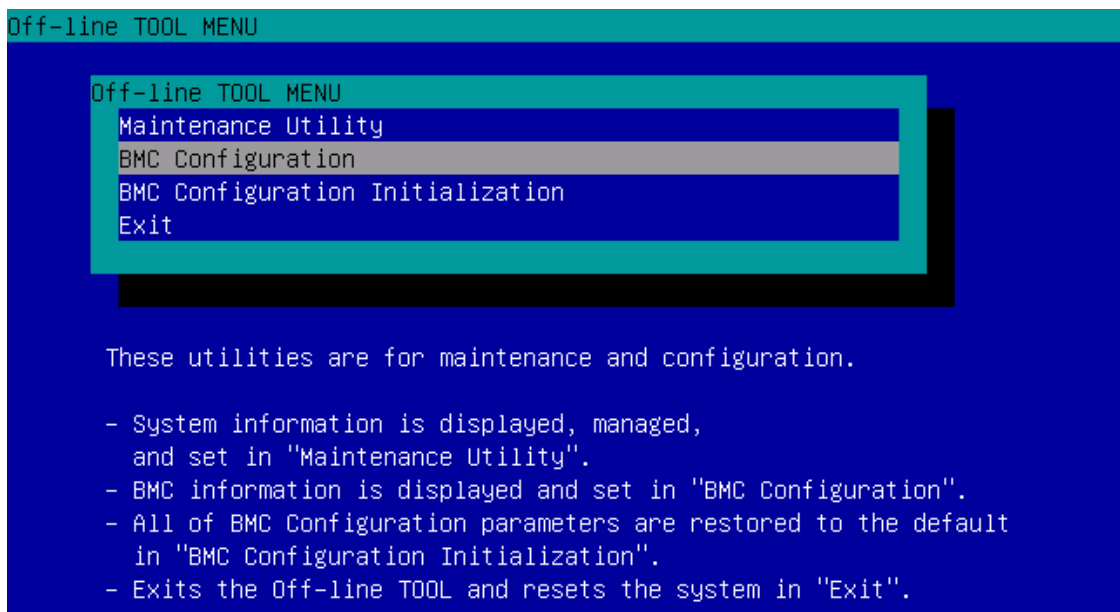 Off-line TOOL MENU
Off-line TOOL MENU
Maintenance Utility
BMC Configuration
BMC Configuration Initialization
Exit
These utilities are for maintenance and configuration.
- System information is displayed, managed,
and set in "Maintenance Utility".
- BMC information is displayed and set in "BMC Configuration".
- All of BMC Configuration parameters are restored to the default
in "BMC Configuration Initialization".
- Exits the Off-line TOOL and resets the system in "Exit".